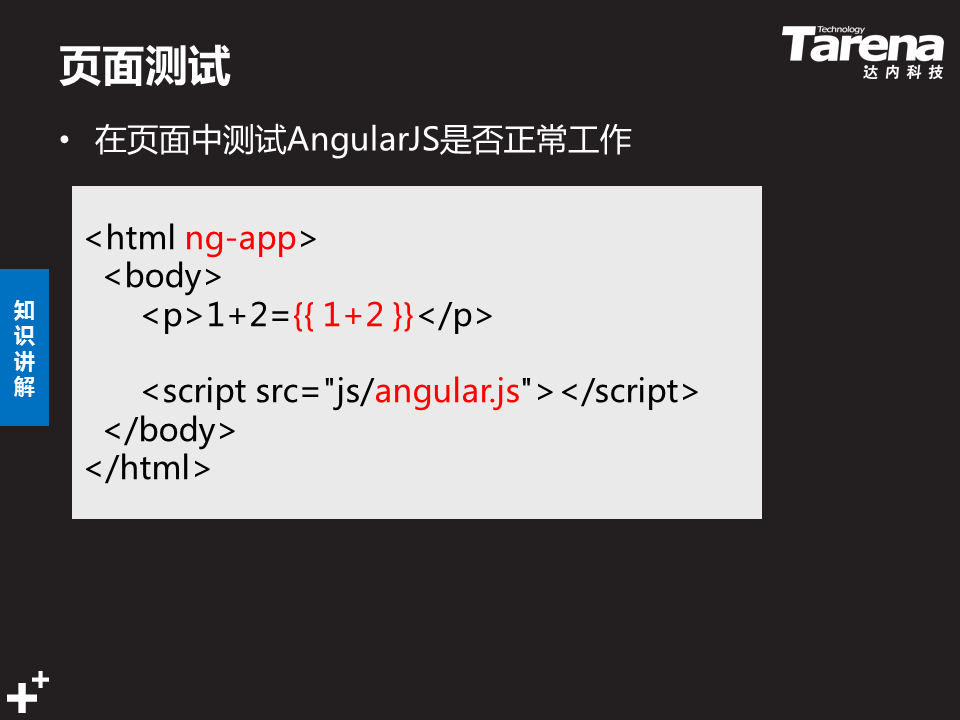 页面测试
Technology
Tarena
达内科技
• 在页面中测试AngularJS是否正常工作
<html ng-app>
<body>
<p>1+2={{ 1+2 }}</p>
<script src="js/angular.js"></script>
</body>
</html>
知识讲解